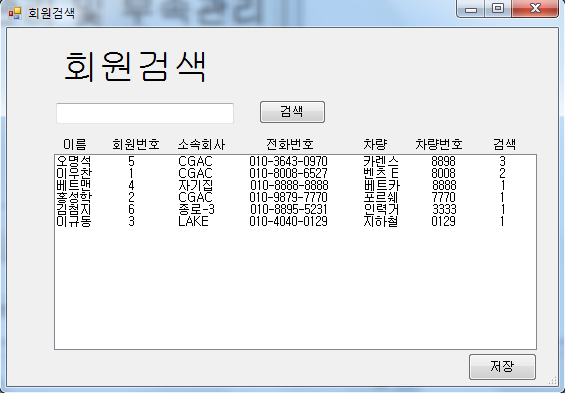 및 부속관리
회원검색
회원검색
검색
이름 회원번호 소속회사 전화번호 차량 차량번호 검색
오명석 5 CGAC 010-3643-0970 카렌스 8898 3
이우찬 1 CGAC 010-8008-6527 벤츠 E 8008 2
베트맨 4 자기집 010-8888-8888 베트카 8888 1
홍성학 2 CGAC 010-9879-7770 포르쉐 7770 1
김첨지 6 종로-3 010-8895-5231 인력거 3333 1
이규동 3 LAKE 010-4040-0129 지하철 0129 1
저장